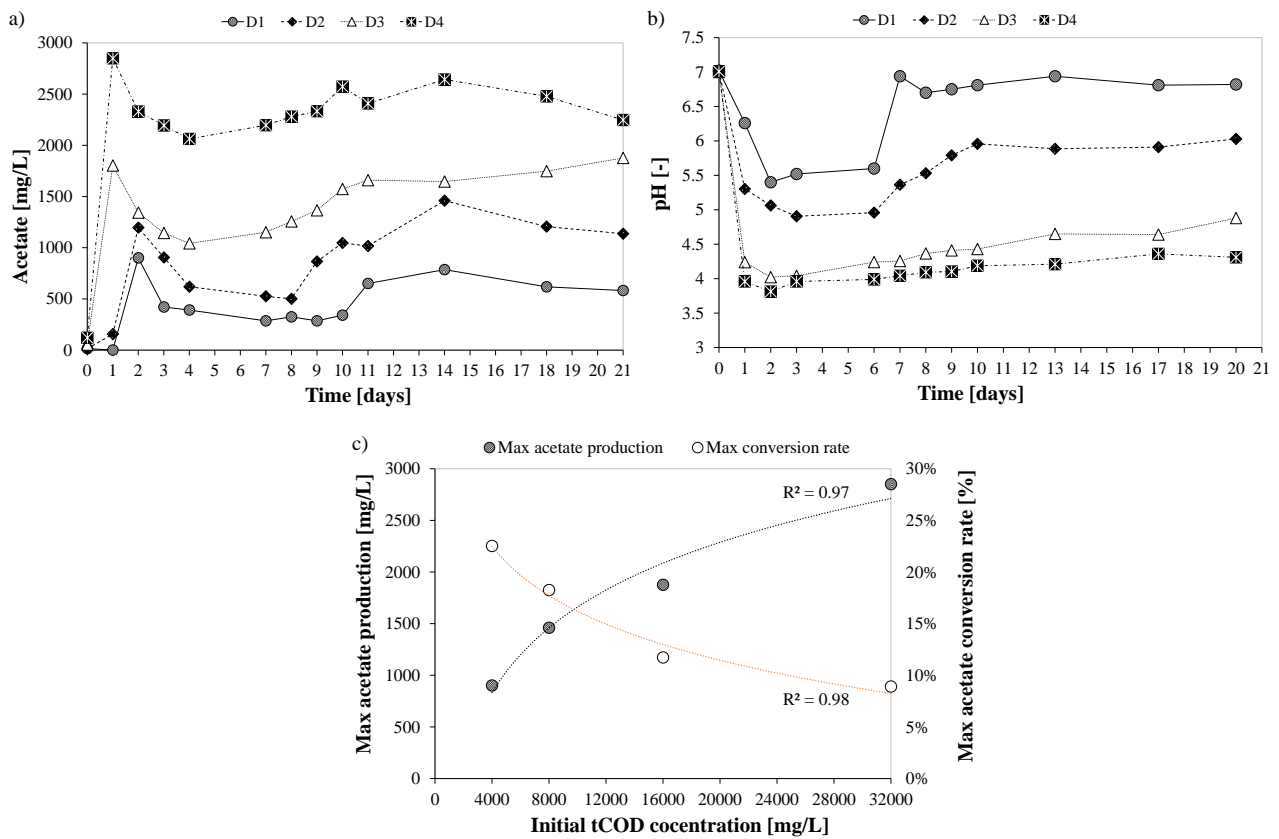 a)
D1 D2 D3 D4
3000
2500
2000
1500
1000
500
0
Acetate [mg/L]
0 1 2 3 4 5 6 7 8 9 10 11 12 13 14 15 16 17 18 19 20 21
Time [days]
b)
D1 D2 D3 D4
7.5
7
6.5
6
5.5
5
4.5
4
3.5
3
pH [-]
0 1 2 3 4 5 6 7 8 9 10 11 12 13 14 15 16 17 18 19 20 21
Time [days]
c)
Max acetate production Max conversion rate
3000
2500
2000
1500
1000
500
0
Max acetate production [mg/L]
R² = 0.97
R² = 0.98
30%
25%
20%
15%
10%
5%
0%
Max acetate conversion rate [%]
0 4000 8000 12000 16000 20000 24000 28000 32000
Initial tCOD cocentration [mg/L]